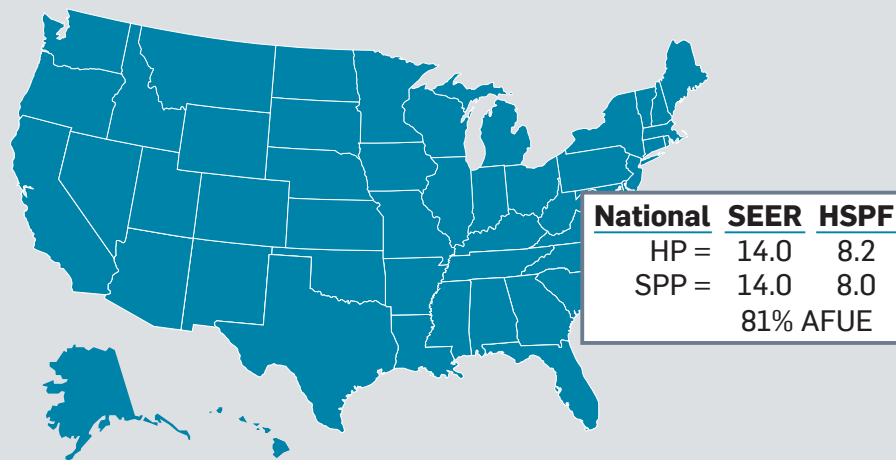 National SEER HSPF
HP = 14.0 8.2
SPP = 14.0 8.0
81% AFUE